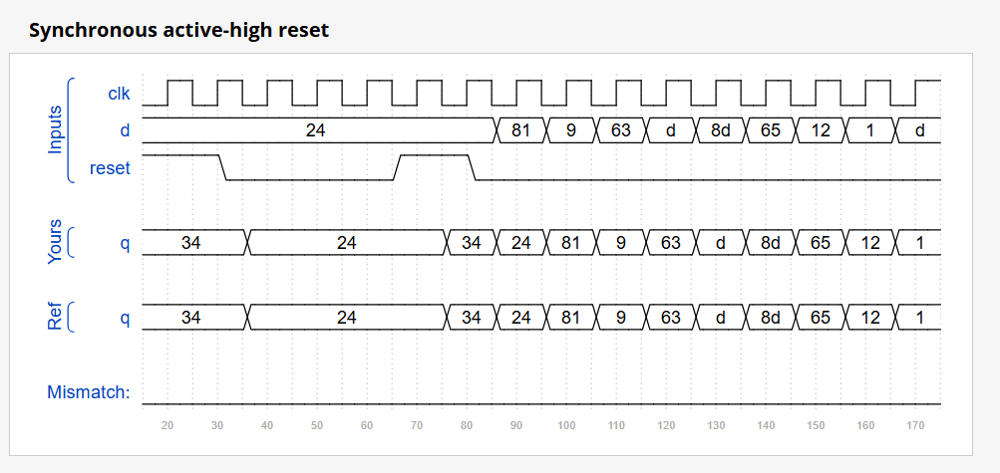 Synchronous active-high reset
Inputs
clk
d 24 81 9 63 d 8d 65 12 1 d
reset
Yours
q 34 24 34 24 81 9 63 d 8d 65 12 1
Ref
q 34 24 34 24 81 9 63 d 8d 65 12 1
Mismatch:
20 30 40 50 60 70 80 90 100 110 120 130 140 150 160 170